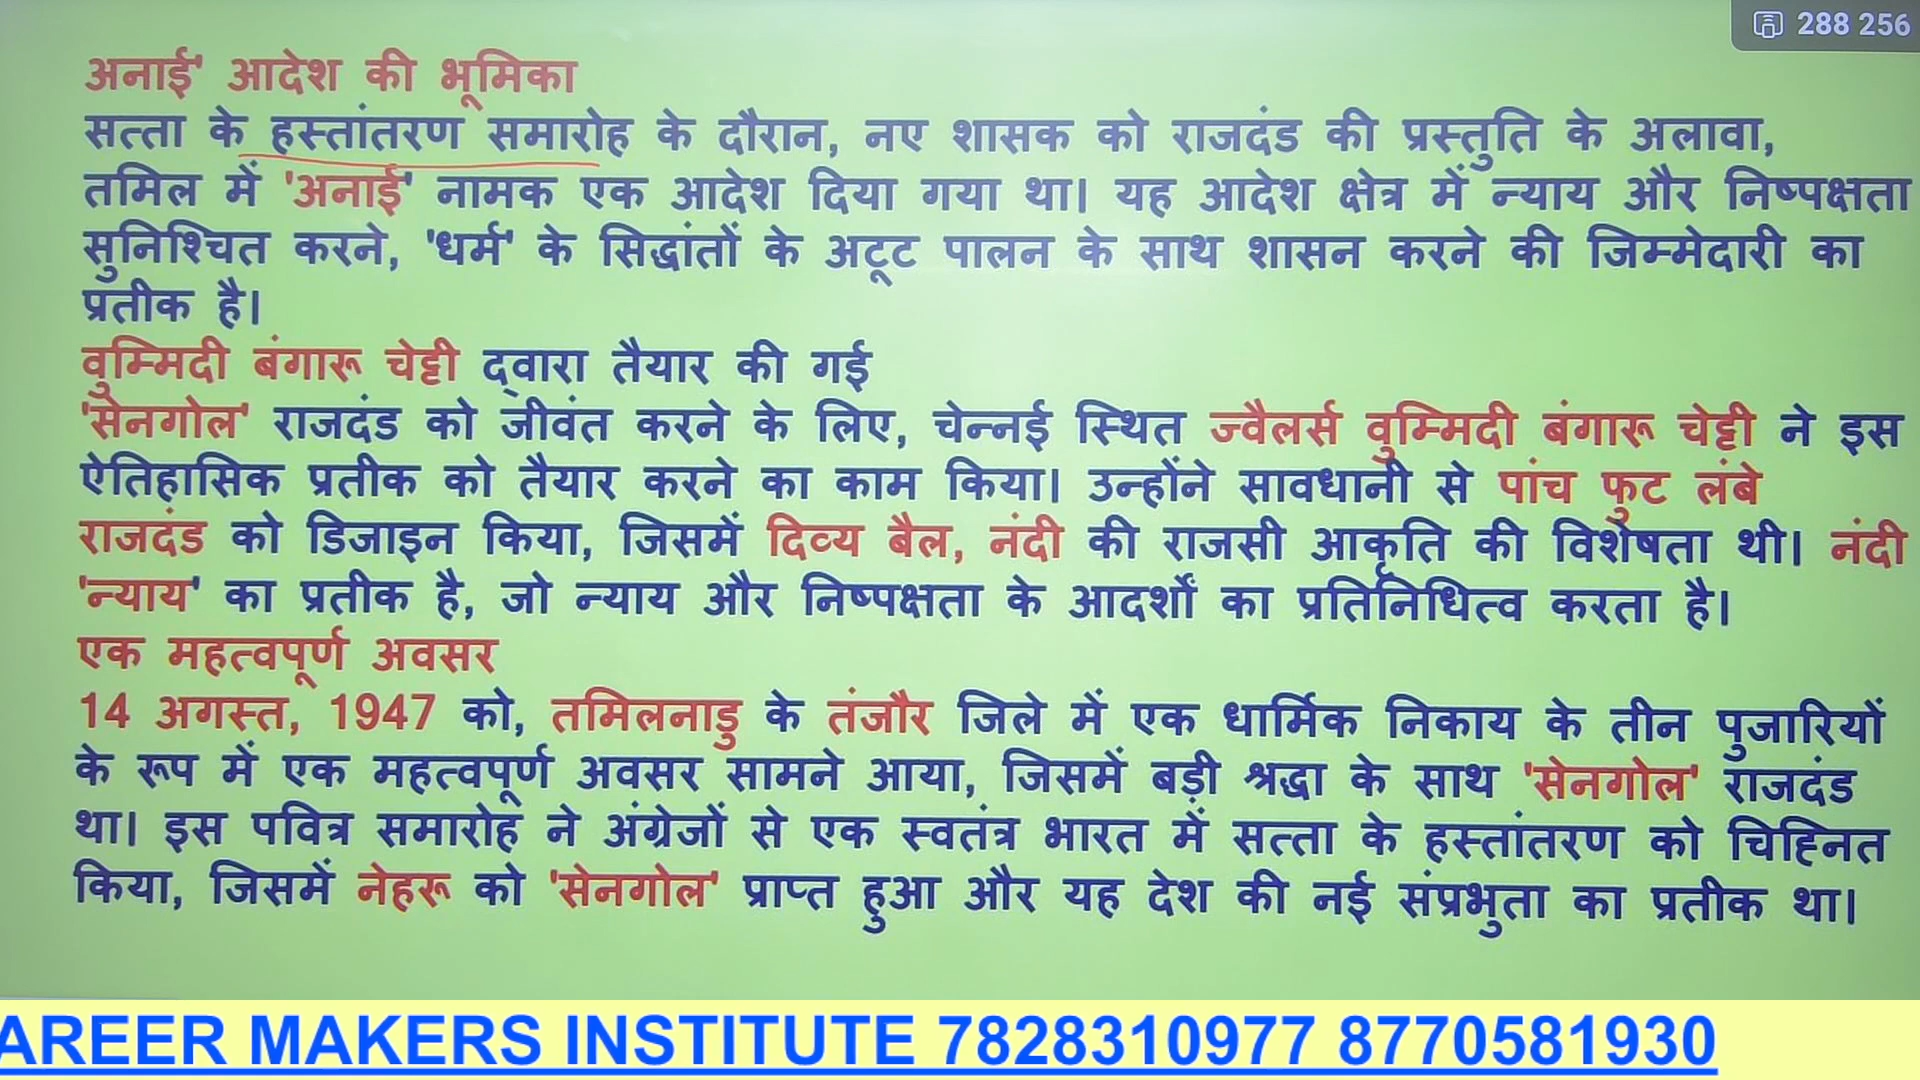 288 256
अनाई' आदेश की भूमिका
सत्ता के हस्तांतरण समारोह के दौरान, नए शासक को राजदंड की प्रस्तुति के अलावा,
तमिल में 'अनाई' नामक एक आदेश दिया गया था। यह आदेश क्षेत्र में न्याय और निष्पक्षता
सुनिश्चित करने, 'धर्म' के सिद्धांतों के अटूट पालन के साथ शासन करने की जिम्मेदारी का
प्रतीक है।
वुम्मिदी बंगारू चेट्टी द्वारा तैयार की गई
'सेनगोल' राजदंड को जीवंत करने के लिए, चेन्नई स्थित ज्वैलर्स वुम्मिदी बंगारू चेट्टी ने इस
ऐतिहासिक प्रतीक को तैयार करने का काम किया। उन्होंने सावधानी से पांच फुट लंबे
राजदंड को डिजाइन किया, जिसमें दिव्य बैल, नंदी की राजसी आकृति की विशेषता थी। नंदी
'न्याय' का प्रतीक है, जो न्याय और निष्पक्षता के आदर्शों का प्रतिनिधित्व करता है।
एक महत्वपूर्ण अवसर
14 अगस्त, 1947 को, तमिलनाडु के तंजौर जिले में एक धार्मिक निकाय के तीन पुजारियों
के रूप में एक महत्वपूर्ण अवसर सामने आया, जिसमें बड़ी श्रद्धा के साथ 'सेनगोल' राजदंड
था। इस पवित्र समारोह ने अंग्रेजों से एक स्वतंत्र भारत में सत्ता के हस्तांतरण को चिह्नित
किया, जिसमें नेहरू को 'सेनगोल' प्राप्त हुआ और यह देश की नई संप्रभुता का प्रतीक था।
AREER MAKERS INSTITUTE 7828310977 8770581930